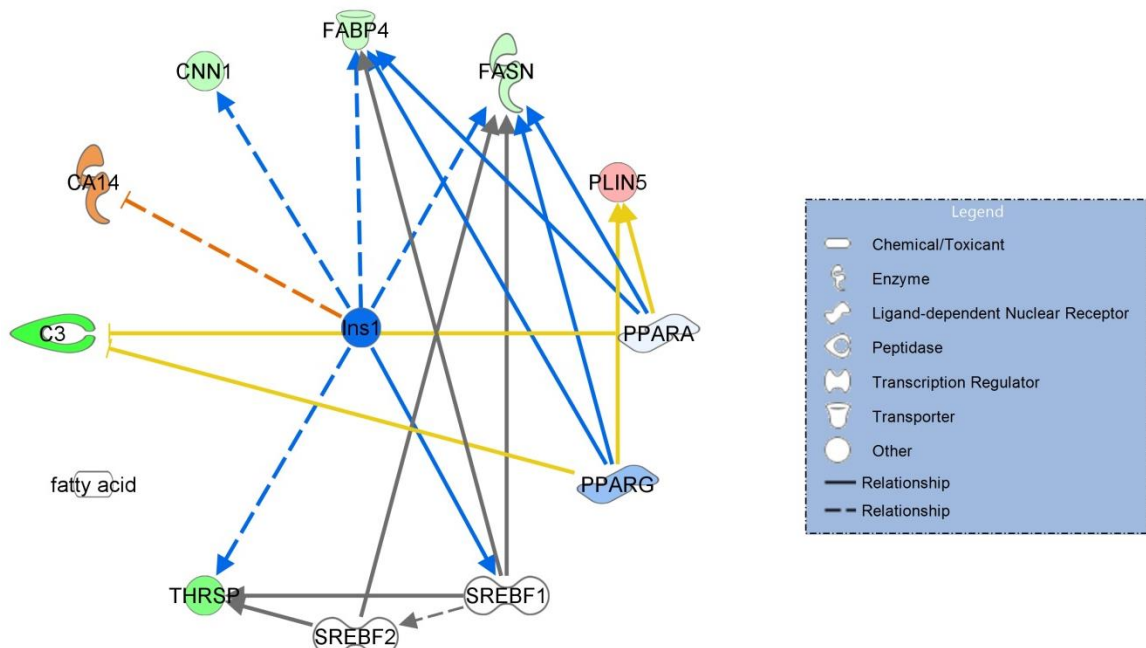 FABP4
CNN1
FASN
CA14
PLIN5
C3
Ins1
PPARA
fatty acid
PPARG
THRSP
SREBF1
SREBF2
Legend
Chemical/Toxicant
Enzyme
Ligand-dependent Nuclear Receptor
Peptidase
Transcription Regulator
Transporter
Other
Relationship
Relationship